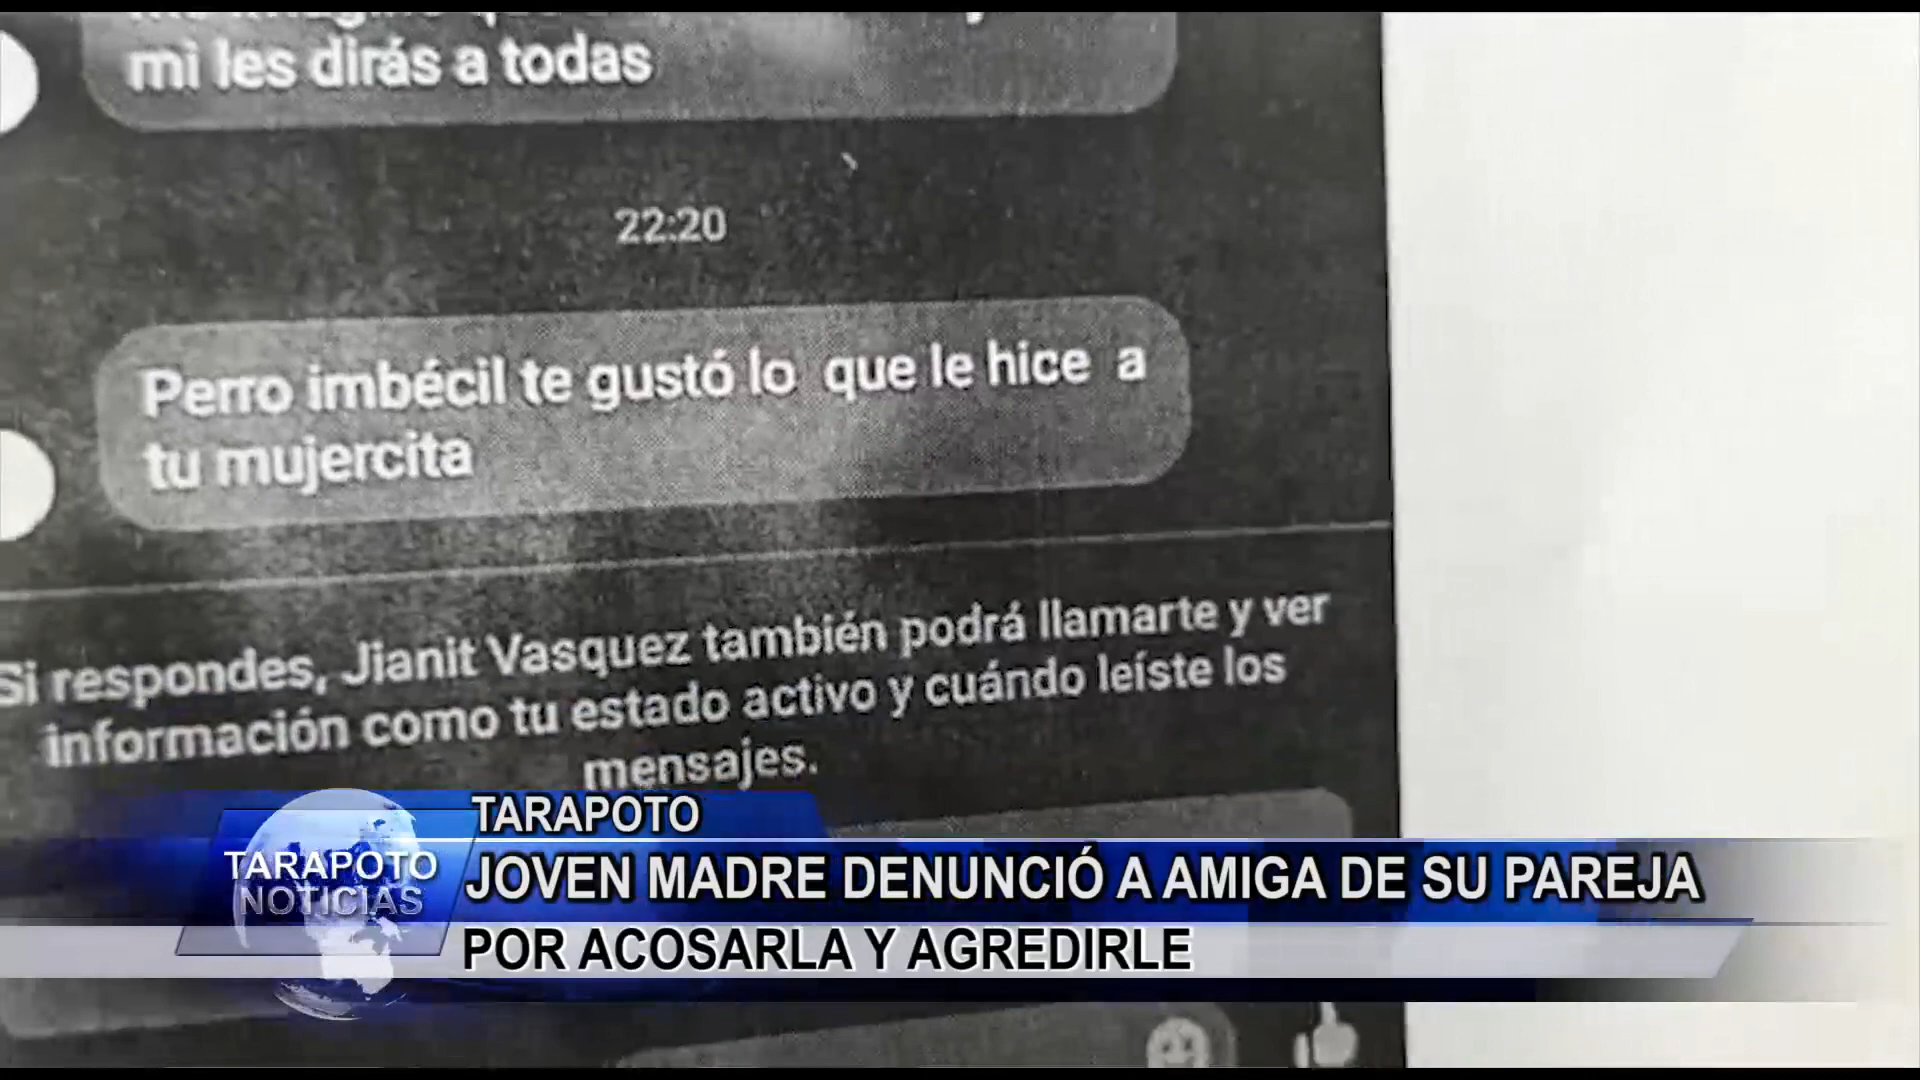 mi les dirás a todas
22:20
Perro imbécil te gustó lo que le hice a
tu mujercita
Si respondes, Jianit Vasquez también podrá llamarte y ver
información como tu estado activo y cuándo leíste los
mensajes.
TARAPOTO
TARAPOTO
NOTICIAS
JOVEN MADRE DENUNCIÓ A AMIGA DE SU PAREJA
POR ACOSARLA Y AGREDIRLE